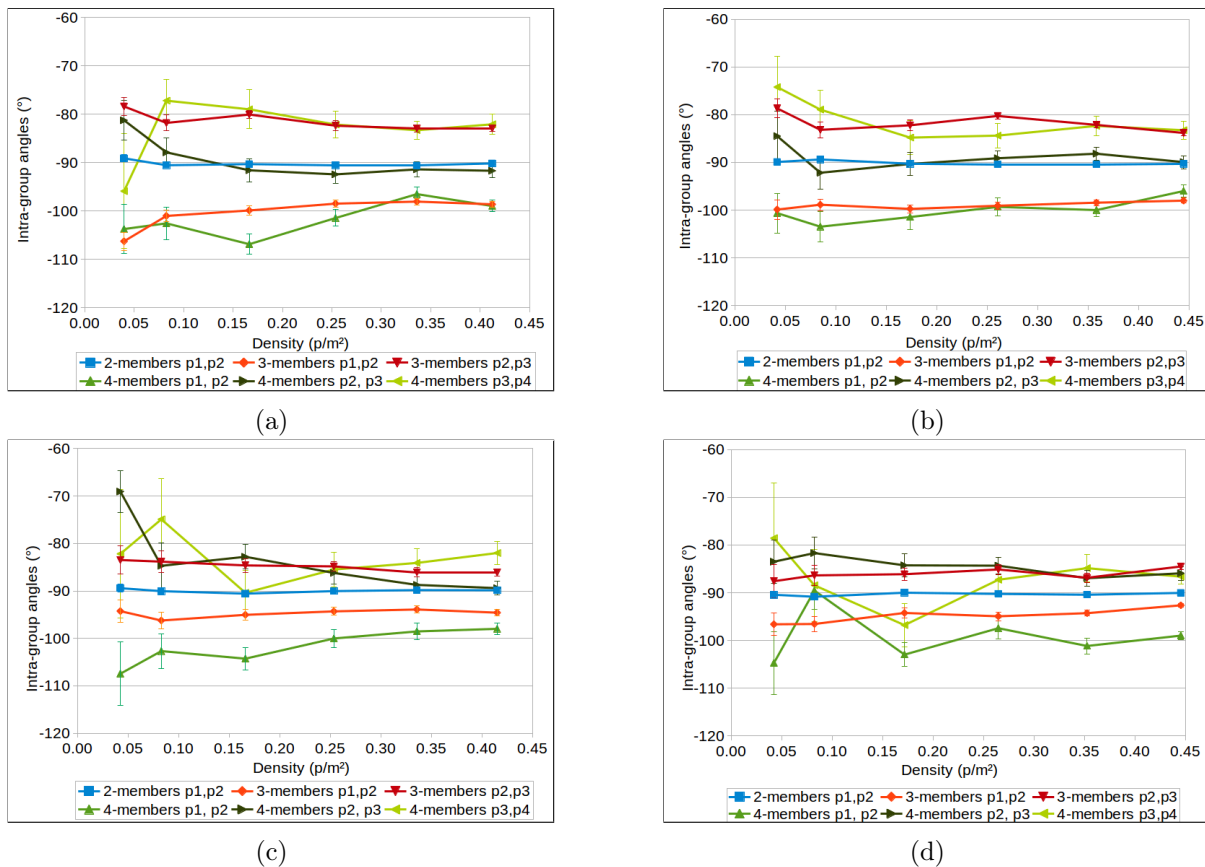 -60
-70
-80
-90
-100
-110
-120
Intra-group angles (°)
0.00 0.05 0.10 0.15 0.20 0.25 0.30 0.35 0.40 0.45
Density (p/m²)
2-members p1,p2 3-members p1,p2 3-members p2,p3
4-members p1, p2 4-members p2, p3 4-members p3,p4
(a)
-60
-70
-80
-90
-100
-110
-120
Intra-group angles (°)
0.00 0.05 0.10 0.15 0.20 0.25 0.30 0.35 0.40 0.45
Density (p/m²)
2-members p1,p2 3-members p1,p2 3-members p2,p3
4-members p1, p2 4-members p2, p3 4-members p3,p4
(b)
-60
-70
-80
-90
-100
-110
-120
Intra-group angles (°)
0.00 0.05 0.10 0.15 0.20 0.25 0.30 0.35 0.40 0.45
Density (p/m²)
2-members p1,p2 3-members p1,p2 3-members p2,p3
4-members p1, p2 4-members p2, p3 4-members p3,p4
(c)
-60
-70
-80
-90
-100
-110
-120
Intra-group angles (°)
0.00 0.05 0.10 0.15 0.20 0.25 0.30 0.35 0.40 0.45
Density (p/m²)
2-members p1,p2 3-members p1,p2 3-members p2,p3
4-members p1, p2 4-members p2, p3 4-members p3,p4
(d)